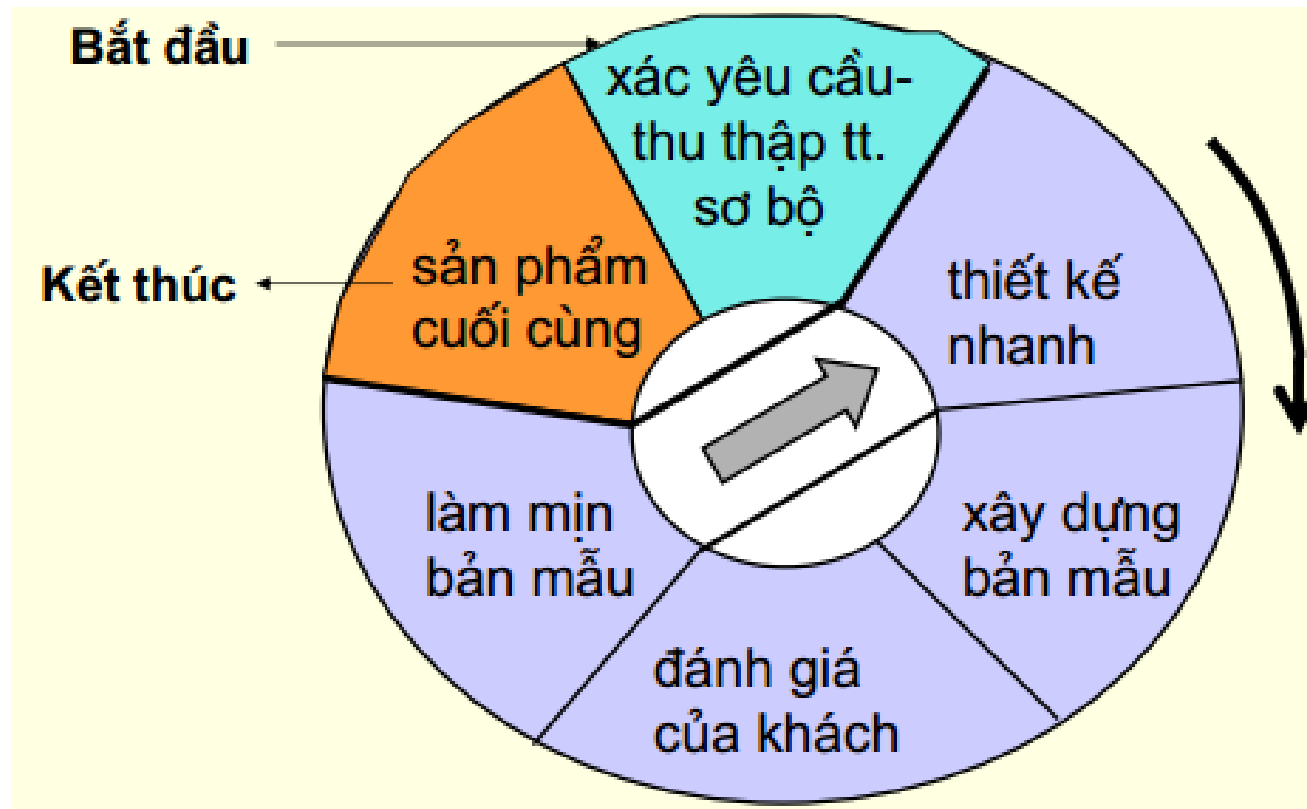 Bắt đầu
xác yêu cầu-
thu thập tt.
sơ bộ
thiết kế
nhanh
xây dựng
bản mẫu
đánh giá
của khách
làm mịn
bản mẫu
sản phẩm
cuối cùng
Kết thúc